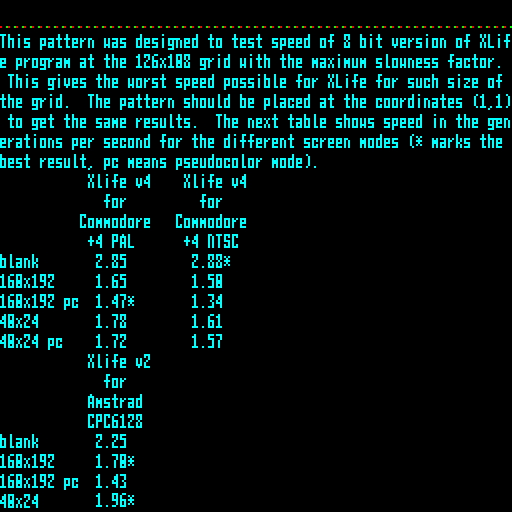 This pattern was designed to test speed of 8 bit version of XLif
e program at the 126x188 grid with the maximum slowness factor.
This gives the worst speed possible for XLife for such size of
the grid.  The pattern should be placed at the coordinates (1,1)
to get the same results.  The next table shows speed in the gen
erations per second for the different screen modes (* marks the
best result, pc means pseudocolor mode).
Xlife v4 Xlife v4
for for
Commodore Commodore
+4 PAL +4 NTSC
blank 2.85 2.88*
160x192 1.65 1.50
160x192 pc 1.47* 1.34
40x24 1.78 1.61
40x24 pc 1.72 1.57
Xlife v2
for
Amstrad
CPC6128
blank 2.25
160x192 1.70*
160x192 pc 1.43
40x24 1.96*